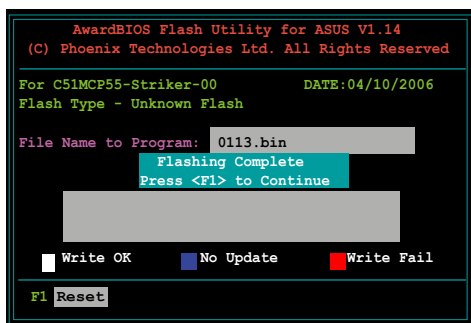 AwardBIOS Flash Utility for ASUS V1.14
(C) Phoenix Technologies Ltd. All Rights Reserved
For C51MCP55-Striker-00 DATE:04/10/2006
Flash Type - Unknown Flash
File Name to Program: 0113.bin
Flashing Complete
Press <F1> to Continue
Write OK No Update Write Fail
F1 Reset